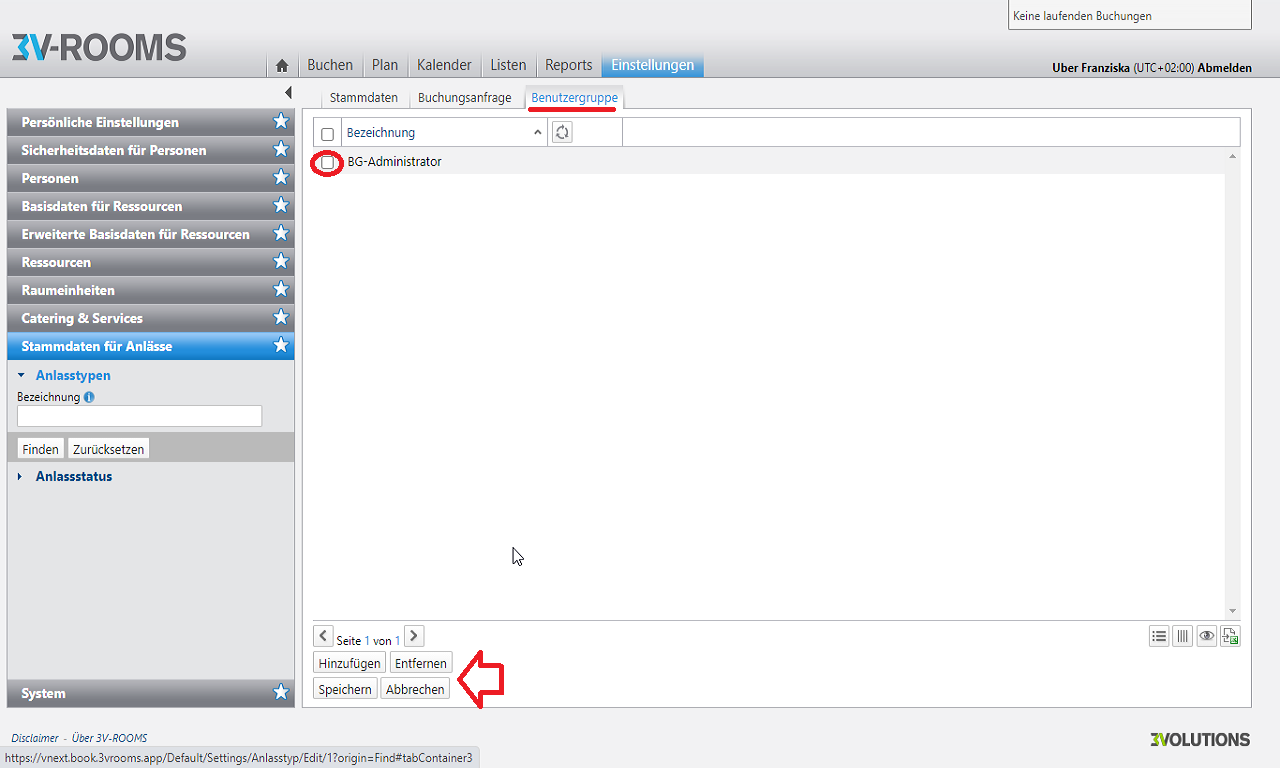 Keine laufenden Buchungen
3V-ROOMS
Buchen Plan Kalender Listen Reports Einstellungen
Uber Franziska (UTC+02:00) Abmelden
Stammdaten Buchungsanfrage Benutzergruppe
Persönliche Einstellungen
Sicherheitsdaten für Personen
Personen
Basisdaten für Ressourcen
Erweiterte Basisdaten für Ressourcen
Ressourcen
Raumeinheiten
Catering & Services
Stammdaten für Anlässe
Anlasstypen
Bezeichnung
Finden Zurücksetzen
Anlassstatus
System
Bezeichnung
BG-Administrator
Seite 1 von 1
Hinzufügen Entfernen
Speichern Abbrechen
Disclaimer - Über 3V-ROOMS
3VOLUTIONS
https://vnext.book.3vrooms.app/Default/Settings/Anlasstyp/Edit/1?origin=Find#tabContainer3